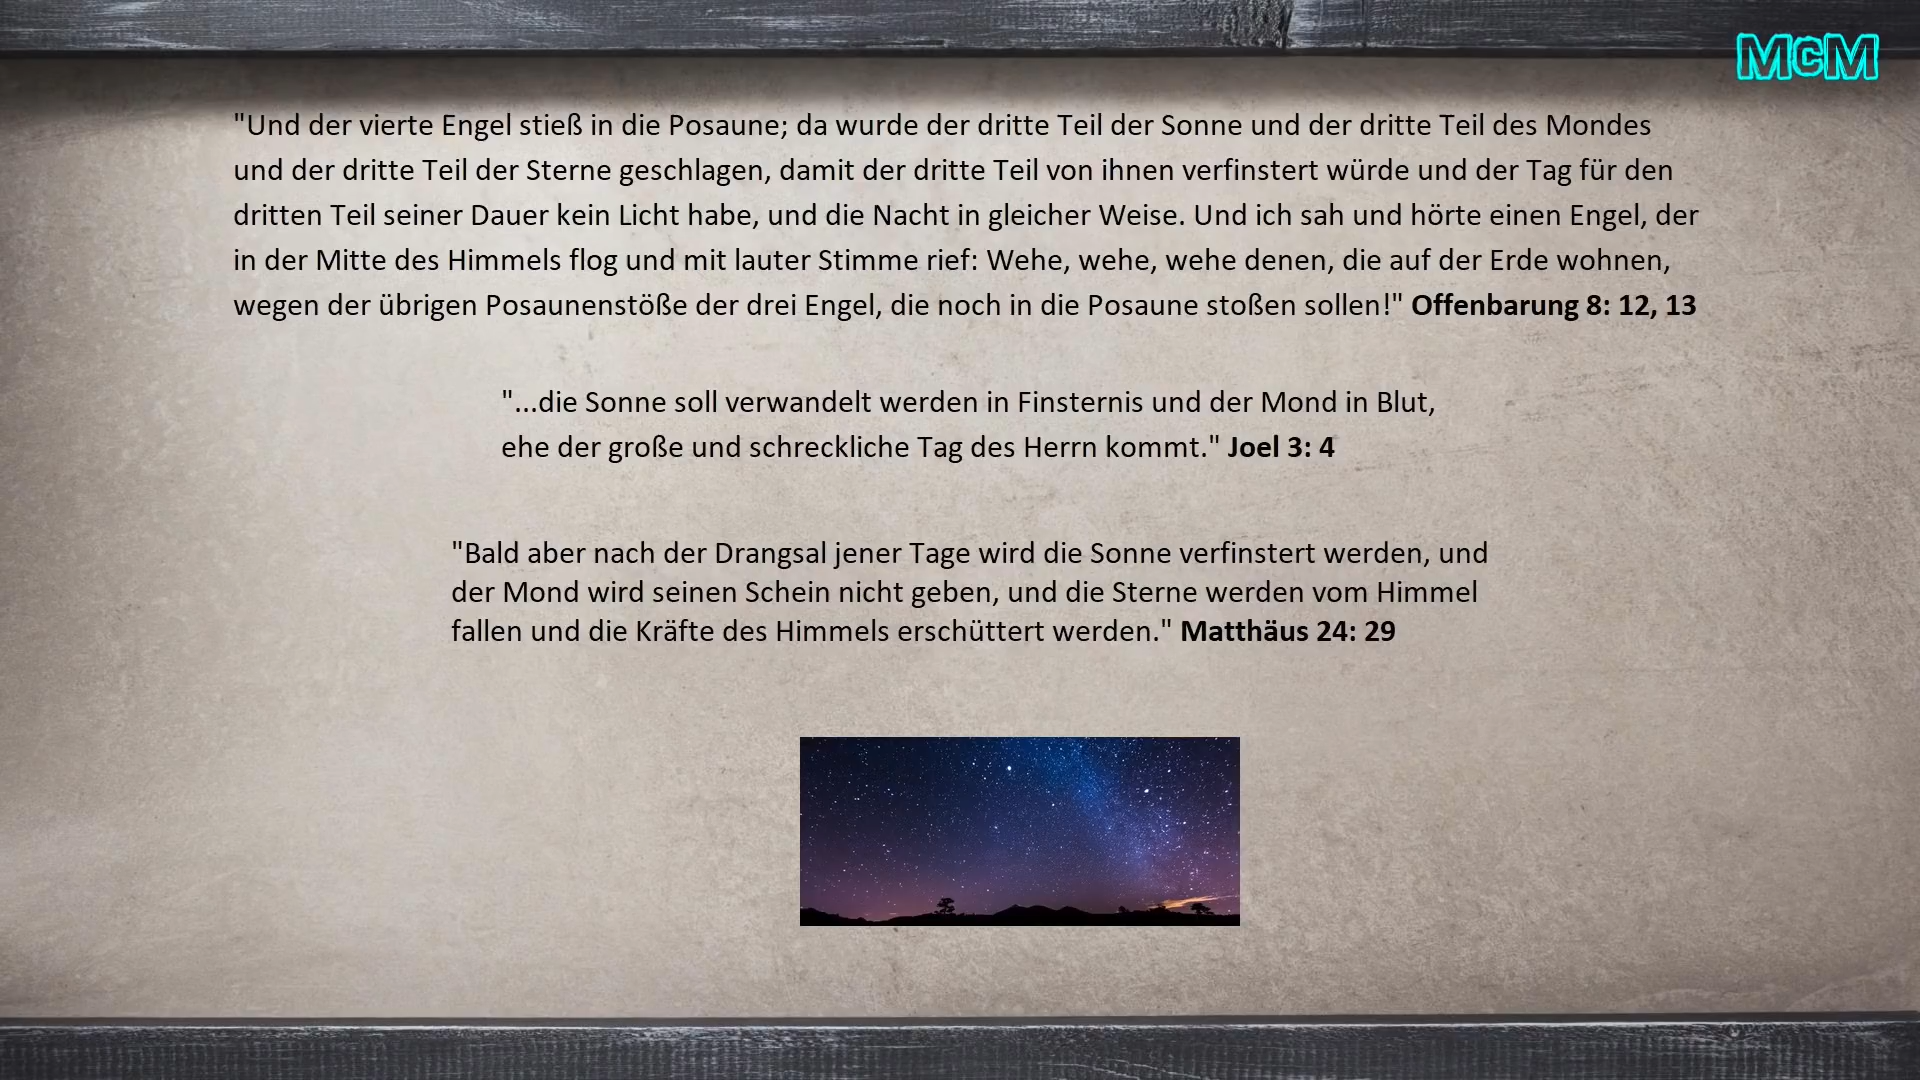 MCM
"Und der vierte Engel stieß in die Posaune; da wurde der dritte Teil der Sonne und der dritte Teil des Mondes
und der dritte Teil der Sterne geschlagen, damit der dritte Teil von ihnen verfinstert würde und der Tag für den
dritten Teil seiner Dauer kein Licht habe, und die Nacht in gleicher Weise. Und ich sah und hörte einen Engel, der
in der Mitte des Himmels flog und mit lauter Stimme rief: Wehe, wehe, wehe denen, die auf der Erde wohnen,
wegen der übrigen Posaunenstöße der drei Engel, die noch in die Posaune stoßen sollen!" Offenbarung 8: 12, 13
"...die Sonne soll verwandelt werden in Finsternis und der Mond in Blut,
ehe der große und schreckliche Tag des Herrn kommt." Joel 3: 4
"Bald aber nach der Drangsal jener Tage wird die Sonne verfinstert werden, und
der Mond wird seinen Schein nicht geben, und die Sterne werden vom Himmel
fallen und die Kräfte des Himmels erschüttert werden." Matthäus 24: 29